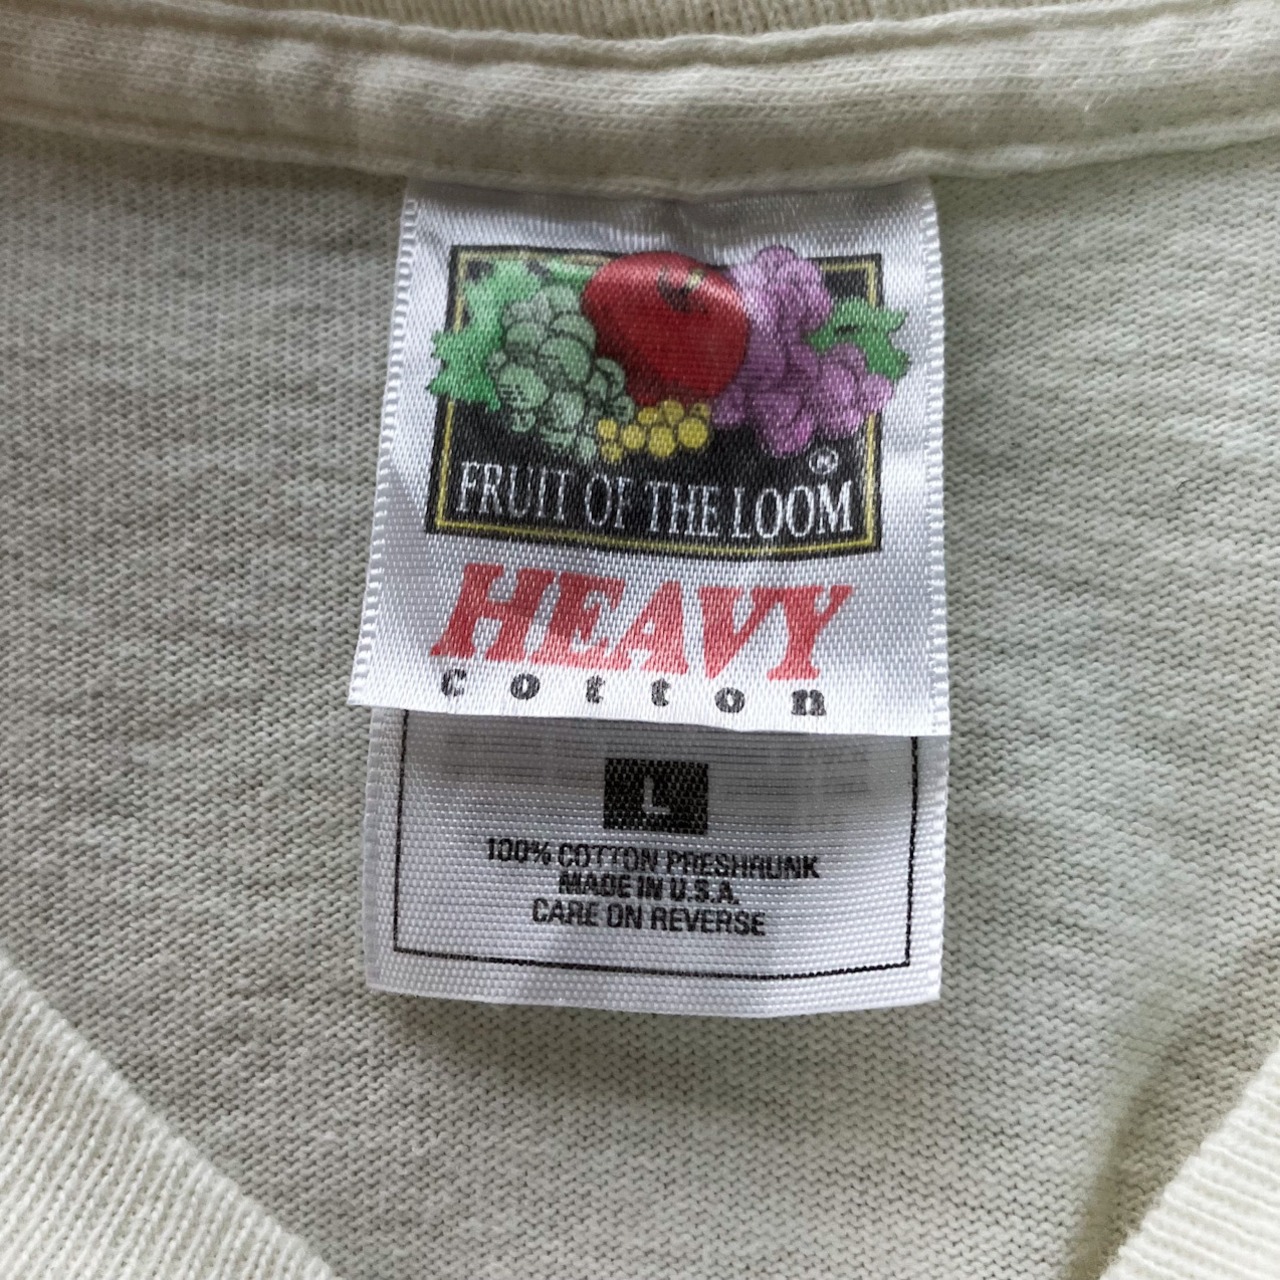 FRUIT OF THE LOOM ®
HEAVY
cotton
L
100% COTTON PRESHRUNK
MADE IN U.S.A.
CARE ON REVERSE